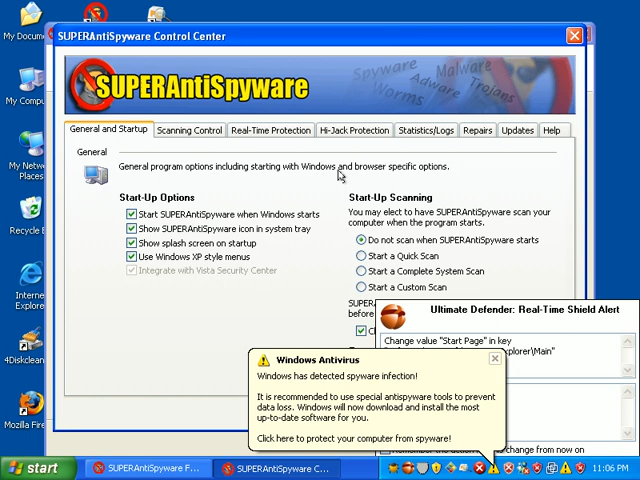 My Docum
SUPERAntiSpyware Control Center
SUPERAntiSpyware
Spyware
Malware
Adware
Trojans
Worms
My Compu
General and Startup
Scanning Control
Real-Time Protection
Hi-Jack Protection
Statistics/Logs
Repairs
Updates
Help
General
General program options including starting with Windows and browser specific options.
My Netw
Places
Start-Up Options
Start SUPERAntiSpyware when Windows starts
Show SUPERAntiSpyware icon in system tray
Show splash screen on startup
Use Windows XP style menus
Integrate with Vista Security Center
Start-Up Scanning
You may elect to have SUPERAntiSpyware scan your
computer when the program starts.
Do not scan when SUPERAntiSpyware starts
Start a Quick Scan
Start a Complete System Scan
Start a Custom Scan
SUPER
before
Recycle B
Interne
Explore
4Diskclean
Mozilla Fire
Ultimate Defender: Real-Time Shield Alert
Change value "Start Page" in key
xplorer\Main"
Windows Antivirus
Windows has detected spyware infection!
It is recommended to use special antispyware tools to prevent
data loss. Windows will now download and install the most
up-to-date software for you.
Click here to protect your computer from spyware!
to change from now on
start
SUPERAntiSpyware F...
SUPERAntiSpyware C...
11:06 PM